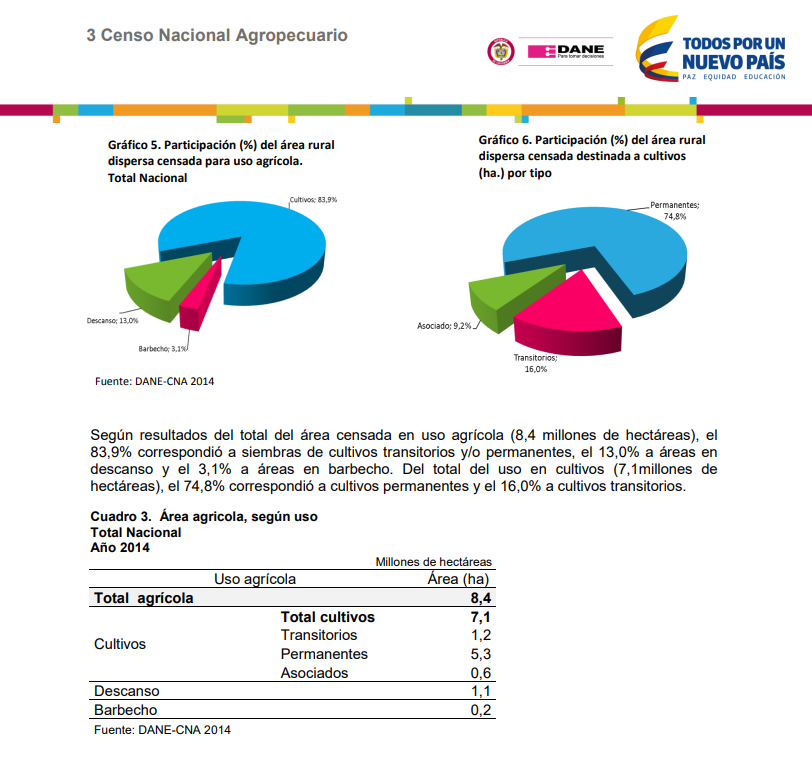 3 Censo Nacional Agropecuario
DANE
Para tomar decisiones
TODOS POR UN
NUEVO PAÍS
PAZ EQUIDAD EDUCACIÓN
Gráfico 5. Participación (%) del área rural
dispersa censada para uso agrícola.
Total Nacional
Cultivos; 83,9%
Descanso; 13,0%
Barbecho; 3,1%
Fuente: DANE-CNA 2014
Gráfico 6. Participación (%) del área rural
dispersa censada destinada a cultivos
(ha.) por tipo
Permanentes;
74,8%
Asociado; 9,2%
Transitorios;
16,0%
Según resultados del total del área censada en uso agrícola (8,4 millones de hectáreas), el
83,9% correspondió a siembras de cultivos transitorios y/o permanentes, el 13,0% a áreas en
descanso y el 3,1% a áreas en barbecho. Del total del uso en cultivos (7,1millones de
hectáreas), el 74,8% correspondió a cultivos permanentes y el 16,0% a cultivos transitorios.
Cuadro 3. Área agricola, según uso
Total Nacional
Año 2014
Millones de hectáreas
Uso agrícola Área (ha)
Total agrícola 8,4
Cultivos
Total cultivos 7,1
Transitorios 1,2
Permanentes 5,3
Asociados 0,6
Descanso 1,1
Barbecho 0,2
Fuente: DANE-CNA 2014